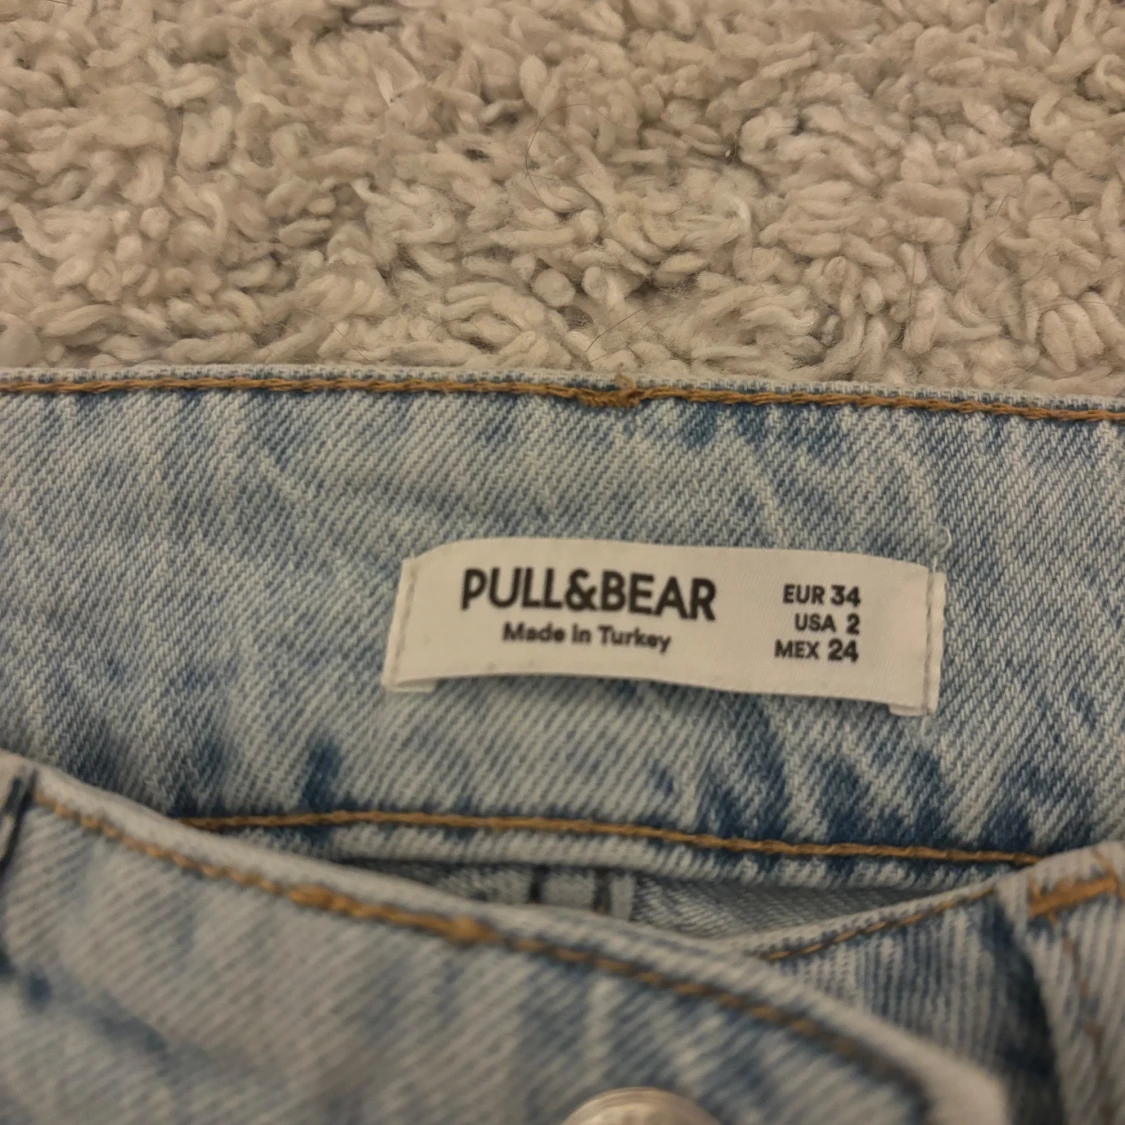 PULL&BEAR
Made in Turkey
EUR 34
USA 2
MEX 24